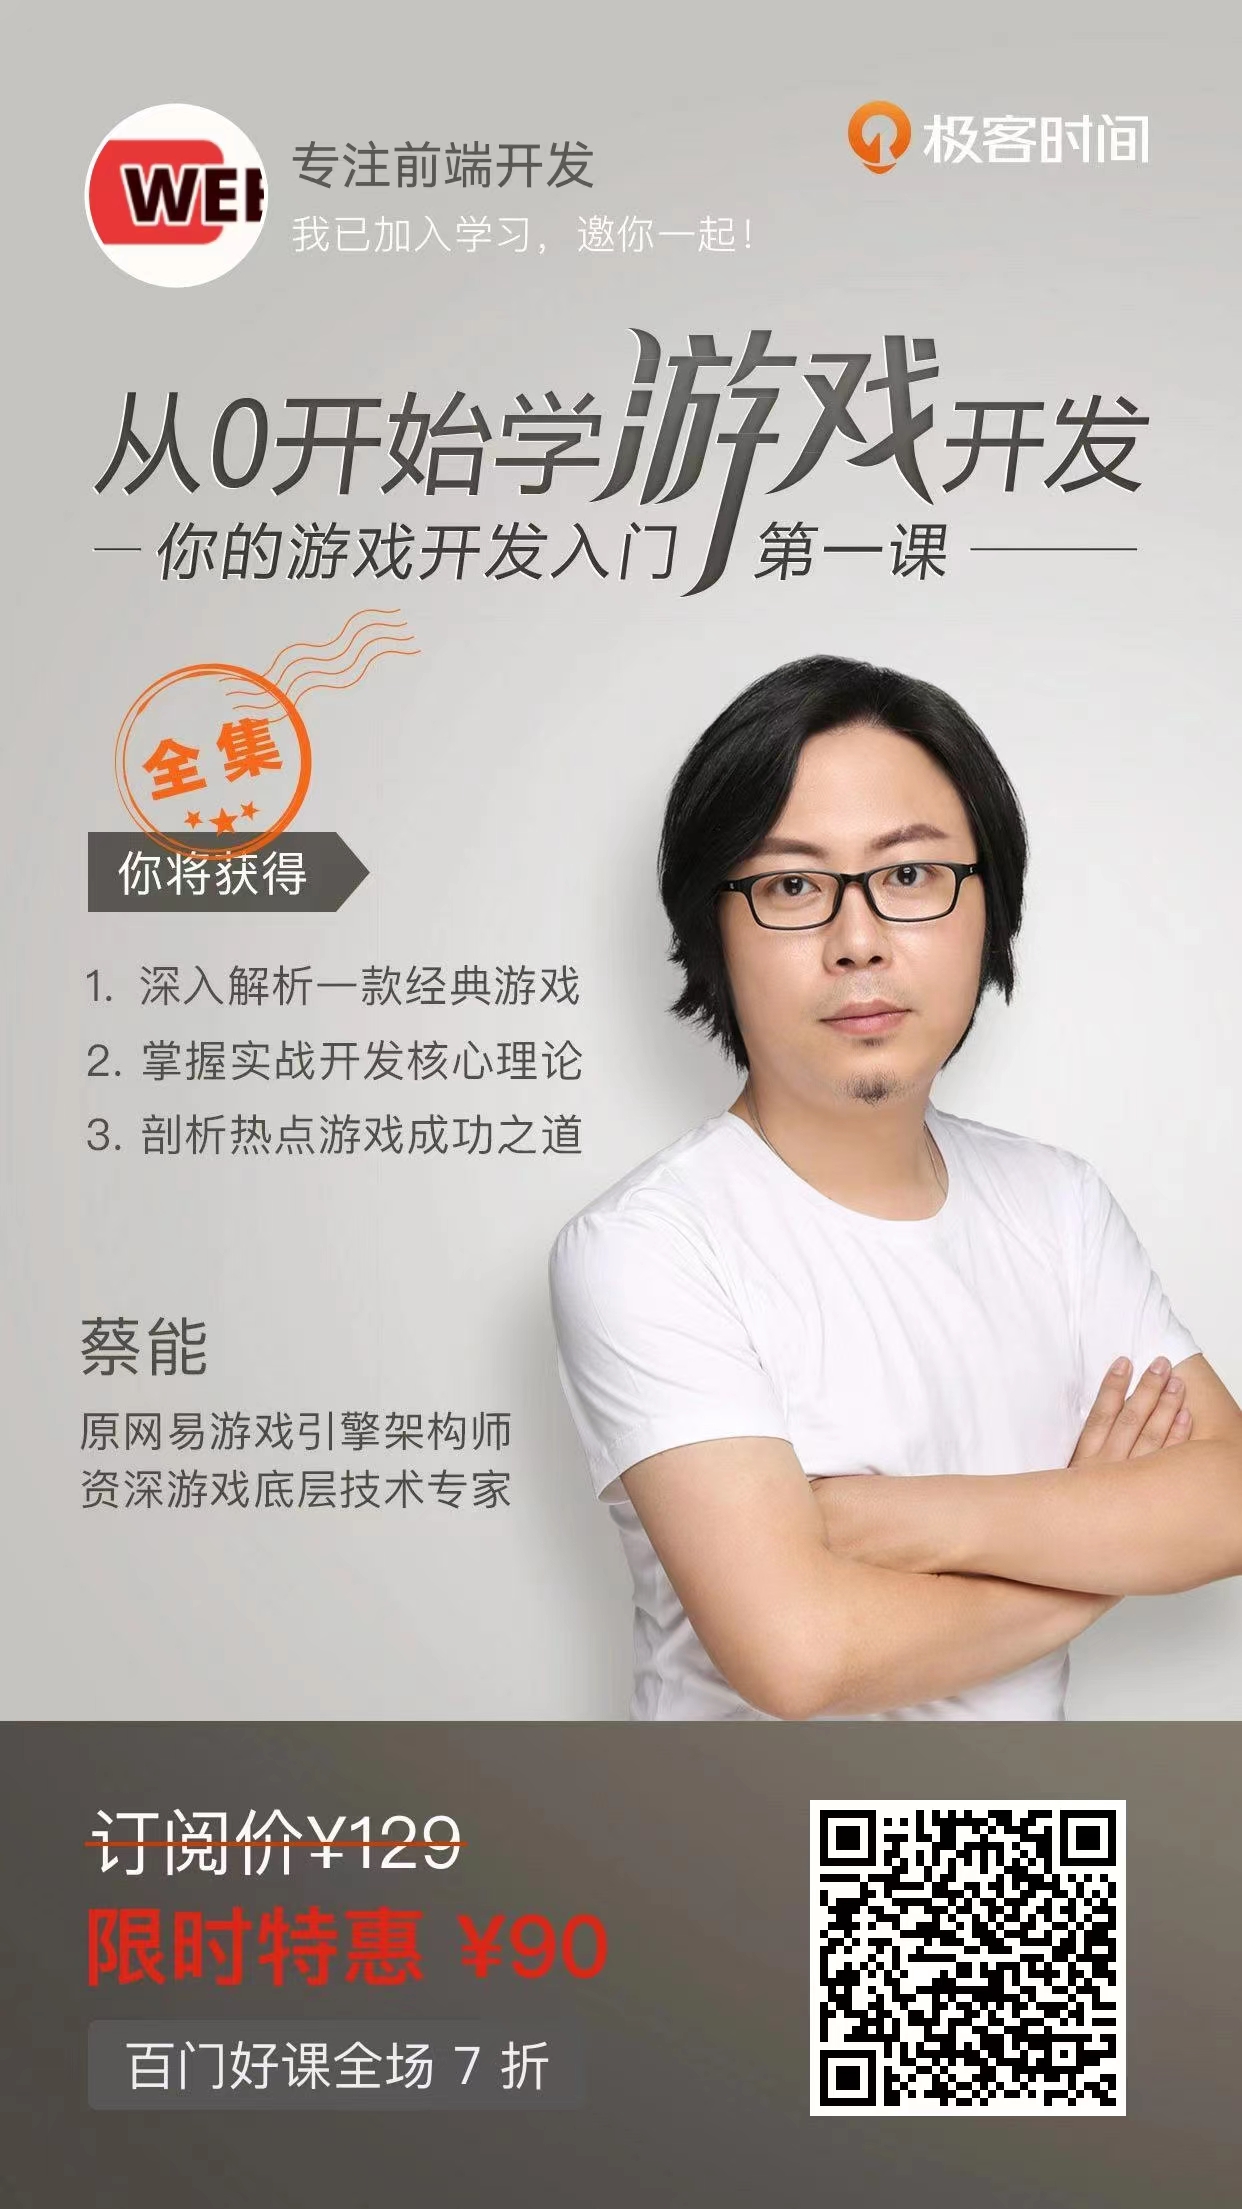 WEB
专注前端开发
我已加入学习，邀你一起！
极客时间
从0开始学游戏开发
你的游戏开发入门第一课
全集
你将获得
1. 深入解析一款经典游戏
2. 掌握实战开发核心理论
3. 剖析热点游戏成功之道
蔡能
原网易游戏引擎架构师
资深游戏底层技术专家
订阅价¥129
限时特惠 ¥90
百门好课全场 7 折